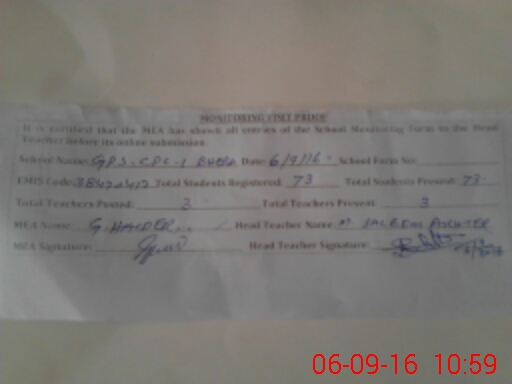 MONITORING VISIT PROOF
It is certified that the MEA has shown all entries of the School Monitoring Form to the Head
Teacher before its online submission.
School Name: GPS-CPC-1 Date: 6/9/16 School Form No:
EMIS Code: Total Students Registered: 73 Total Students Present: 73
Total Teachers Posted: Total Teachers Present: 3
MEA Name: G. HAIDER Head Teacher Name: M. SALEEM
MEA Signature: Head Teacher Signature:
06-09-16 10:59